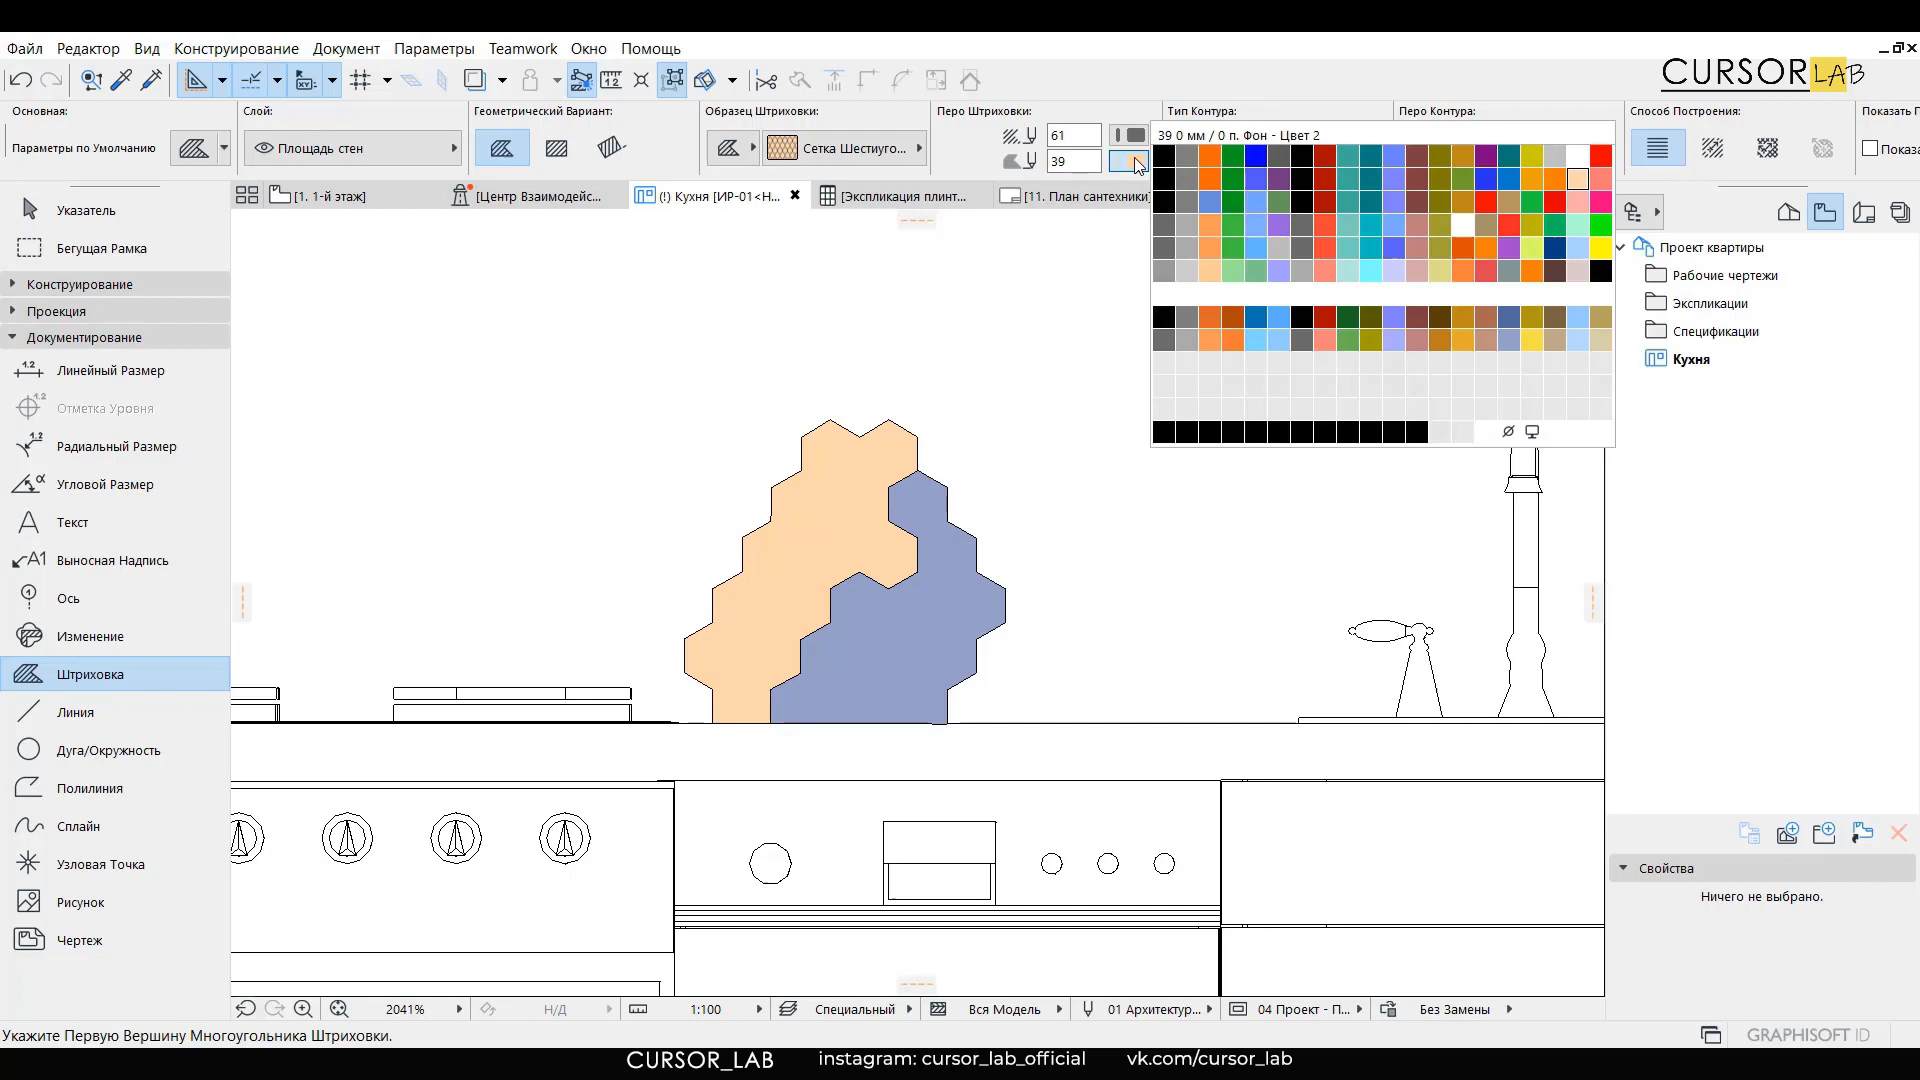 Файл Редактор Вид Конструирование Документ Параметры Teamwork Окно Помощь
CURSOR LAB
Основная:
Параметры по Умолчанию
Слой:
Площадь стен
Геометрический Вариант:
Образец Штриховки:
Сетка Шестиуго...
Перо Штриховки:
61
39
Тип Контура:
Перо Контура:
Способ Построения:
Показать Г
Показа
39 0 мм / 0 п. Фон - Цвет 2
[1. 1-й этаж]
[Центр Взаимодейс...
(!) Кухня [ИР-01<Н...
[Экспликация плинт...
[11. План сантехники]
Указатель
Бегущая Рамка
Конструирование
Проекция
Документирование
Линейный Размер
Отметка Уровня
Радиальный Размер
Угловой Размер
Текст
Выносная Надпись
Ось
Изменение
Штриховка
Линия
Дуга/Окружность
Полилиния
Сплайн
Узловая Точка
Рисунок
Чертеж
Проект квартиры
Рабочие чертежи
Экспликации
Спецификации
Кухня
Свойства
Ничего не выбрано.
2041%
Н/Д
1:100
Специальный
Вся Модель
01 Архитектур...
04 Проект - П...
Без Замены
Укажите Первую Вершину Многоугольника Штриховки.
GRAPHISOFT ID
CURSOR_LAB instagram: cursor_lab_official vk.com/cursor_lab